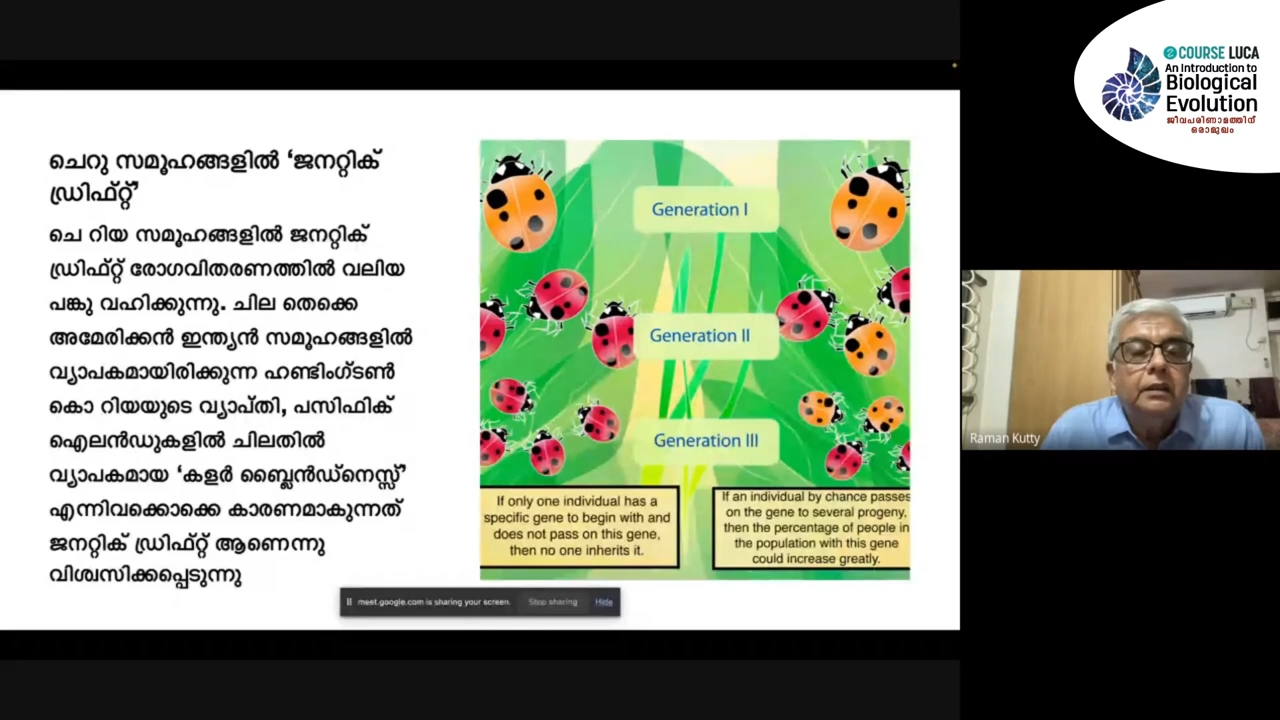 COURSE LUCA
An Introduction to
Biological
Evolution
ജീവപരിണാമത്തിന്
ഒരാമുഖം
ചെറു സമൂഹങ്ങളിൽ ‘ജനറ്റിക്
ഡ്രിഫ്റ്റ്’
ചെ റിയ സമൂഹങ്ങളിൽ ജനറ്റിക്
ഡ്രിഫ്റ്റ് രോഗവിതരണത്തിൽ വലിയ
പങ്കു വഹിക്കുന്നു. ചില തെക്കെ
അമേരിക്കൻ ഇന്ത്യൻ സമൂഹങ്ങളിൽ
വ്യാപകമായിരിക്കുന്ന ഹണ്ടിംഗ്ടൺ
കൊ റിയയുടെ വ്യാപ്തി, പസിഫിക്
ഐലൻഡുകളിൽ ചിലതിൽ
വ്യാപകമായ ‘കളർ ബ്ലൈൻഡ്നെസ്സ്’
എന്നിവക്കൊക്കെ കാരണമാകുന്നത്
ജനറ്റിക് ഡ്രിഫ്റ്റ് ആണെന്നു
വിശ്വസിക്കപ്പെടുന്നു
Generation I
Generation II
Generation III
If only one individual has a
specific gene to begin with and
does not pass on this gene,
then no one inherits it.
If an individual by chance passes
on the gene to several progeny,
then the percentage of people in
the population with this gene
could increase greatly.
meet.google.com is sharing your screen.
Stop sharing
Hide
Raman Kutty